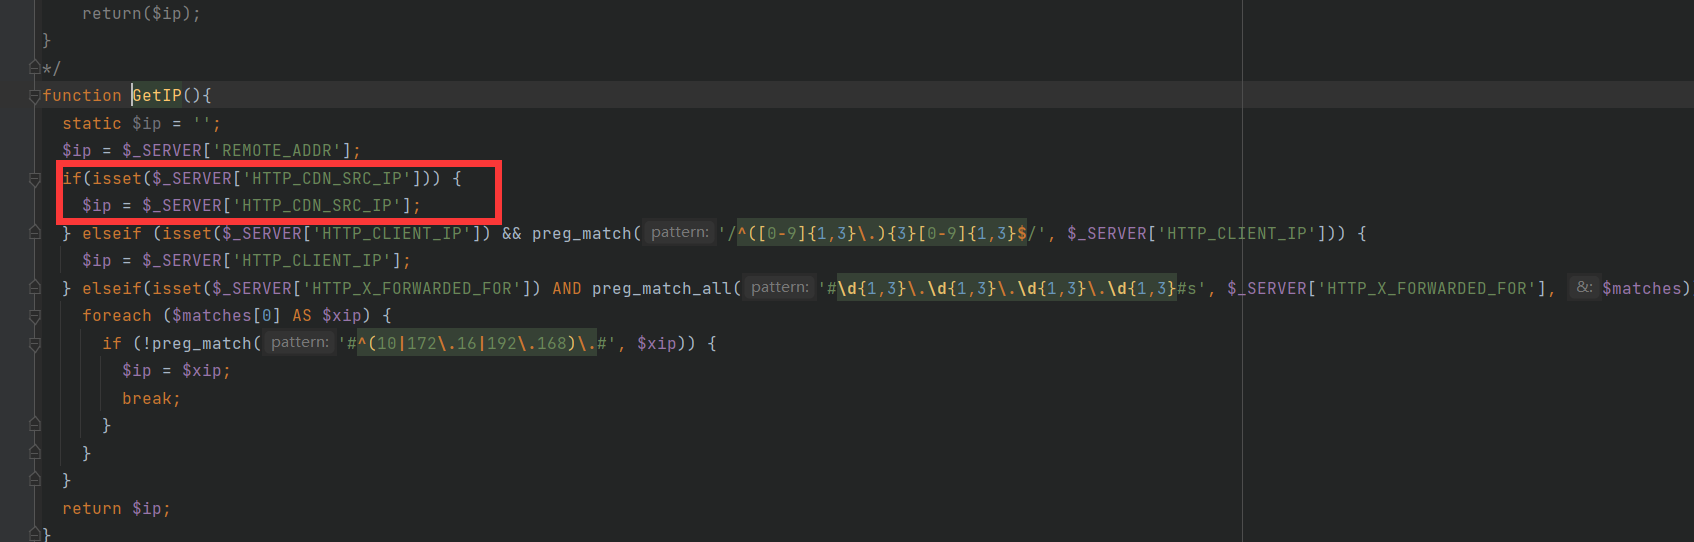 return($ip);
}
*/
function GetIP(){
static $ip = '';
$ip = $_SERVER['REMOTE_ADDR'];
if(isset($_SERVER['HTTP_CDN_SRC_IP'])) {
$ip = $_SERVER['HTTP_CDN_SRC_IP'];
} elseif (isset($_SERVER['HTTP_CLIENT_IP']) && preg_match( pattern: '/^([0-9]{1,3}\.){3}[0-9]{1,3}$/', $_SERVER['HTTP_CLIENT_IP'])) {
$ip = $_SERVER['HTTP_CLIENT_IP'];
} elseif(isset($_SERVER['HTTP_X_FORWARDED_FOR']) AND preg_match_all( pattern: '#\d{1,3}\.\d{1,3}\.\d{1,3}\.\d{1,3}#s', $_SERVER['HTTP_X_FORWARDED_FOR'], &: $matches)
foreach ($matches[0] AS $xip) {
if (!preg_match( pattern: '#^(10|172\.16|192\.168)\.#', $xip)) {
$ip = $xip;
break;
}
}
}
return $ip;
}